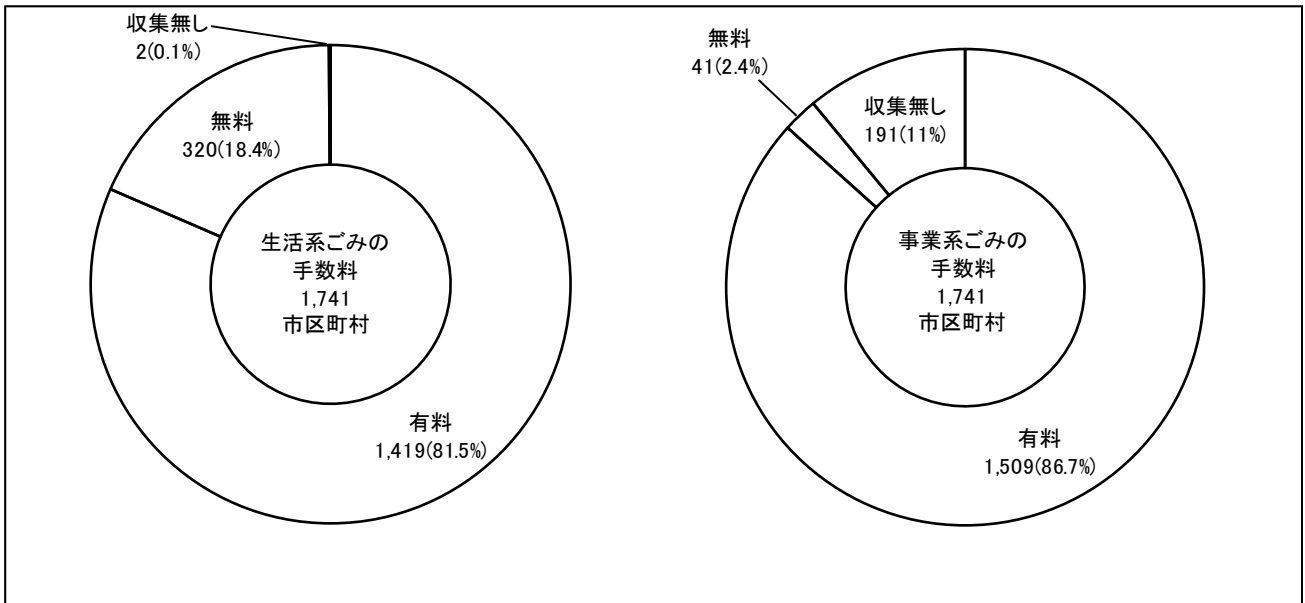 収集無し
2(0.1%)
無料
320(18.4%)
生活系ごみの
手数料
1,741
市区町村
有料
1,419(81.5%)
無料
41(2.4%)
収集無し
191(11%)
事業系ごみの
手数料
1,741
市区町村
有料
1,509(86.7%)